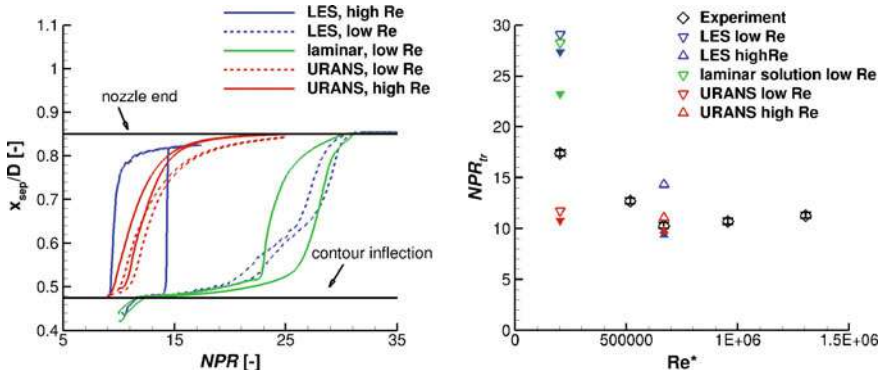 LES, high Re
LES, low Re
laminar, low Re
URANS, low Re
URANS, high Re
nozzle end
contour inflection
x_sep/D [-]
1.1
1
0.9
0.8
0.7
0.6
0.5
0.4
5
15
25
35
NPR [-]
Experiment
LES low Re
LES highRe
laminar solution low Re
URANS low Re
URANS high Re
NPR_tr
30
25
20
15
10
5
0
0
500000
1E+06
1.5E+06
Re*